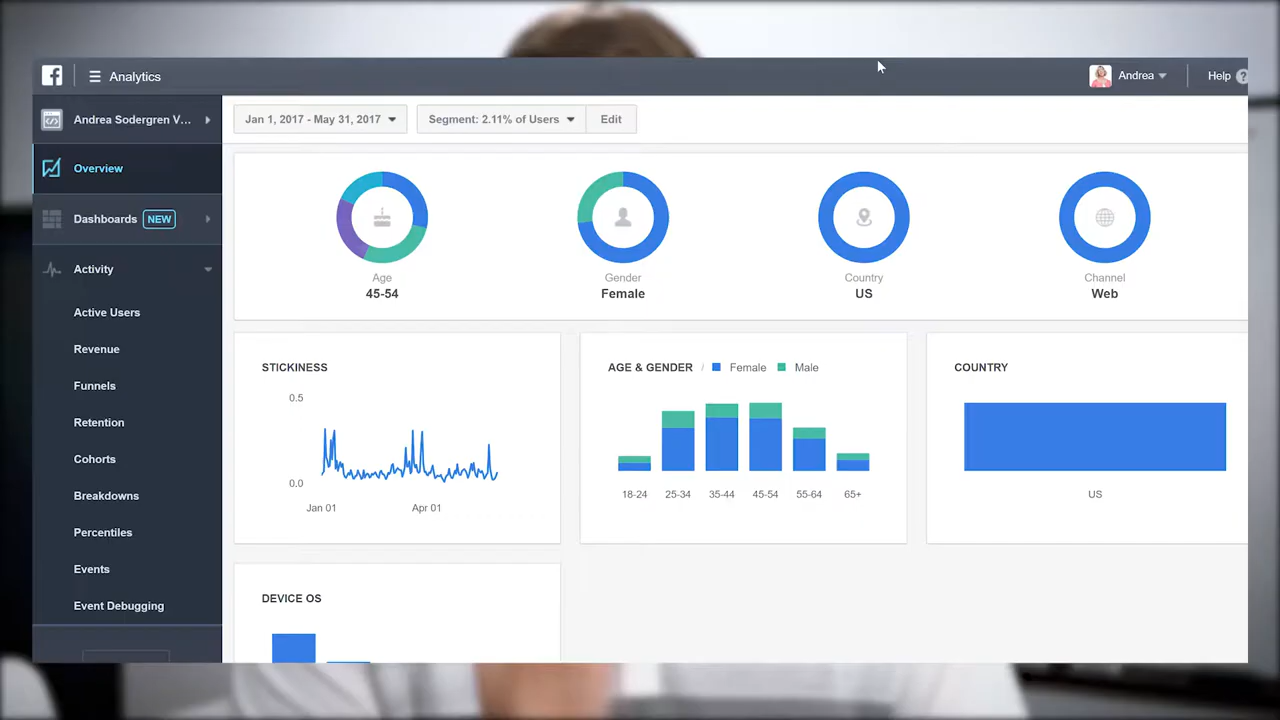 Analytics
Andrea
Help ?
Andrea Sodergren V...
Jan 1, 2017 - May 31, 2017
Segment: 2.11% of Users
Edit
Overview
Dashboards NEW
Activity
Active Users
Revenue
Funnels
Retention
Cohorts
Breakdowns
Percentiles
Events
Event Debugging
Age
45-54
Gender
Female
Country
US
Channel
Web
STICKINESS
0.5
0.0
Jan 01 Apr 01
AGE & GENDER / Female Male
18-24 25-34 35-44 45-54 55-64 65+
COUNTRY
US
DEVICE OS